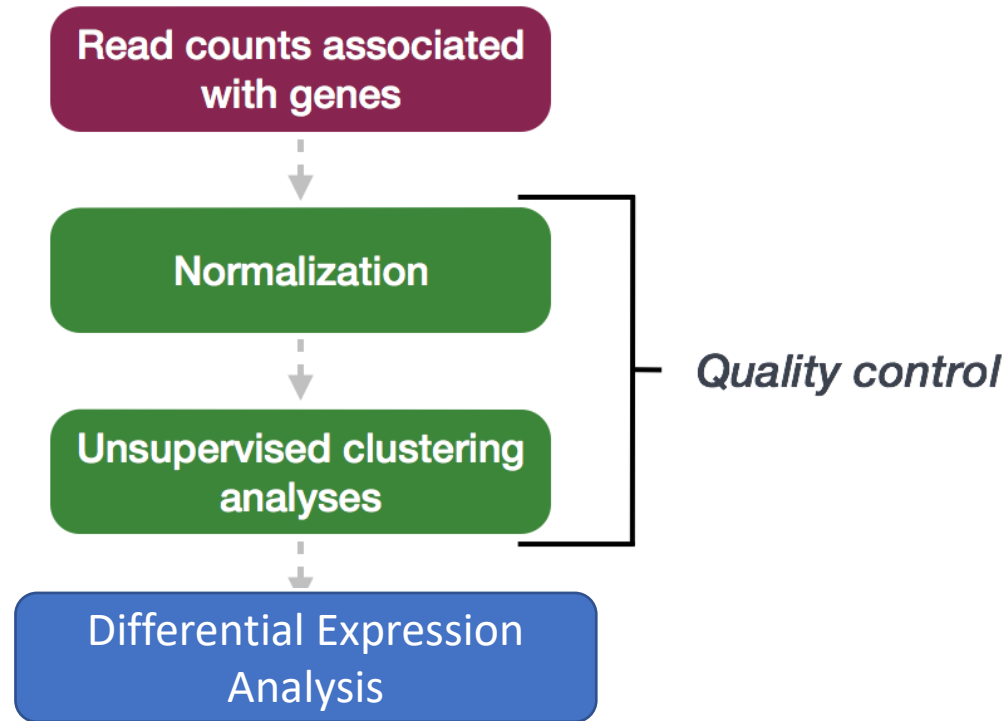 Read counts associated
with genes
Normalization
Unsupervised clustering
analyses
Quality control
Differential Expression
Analysis